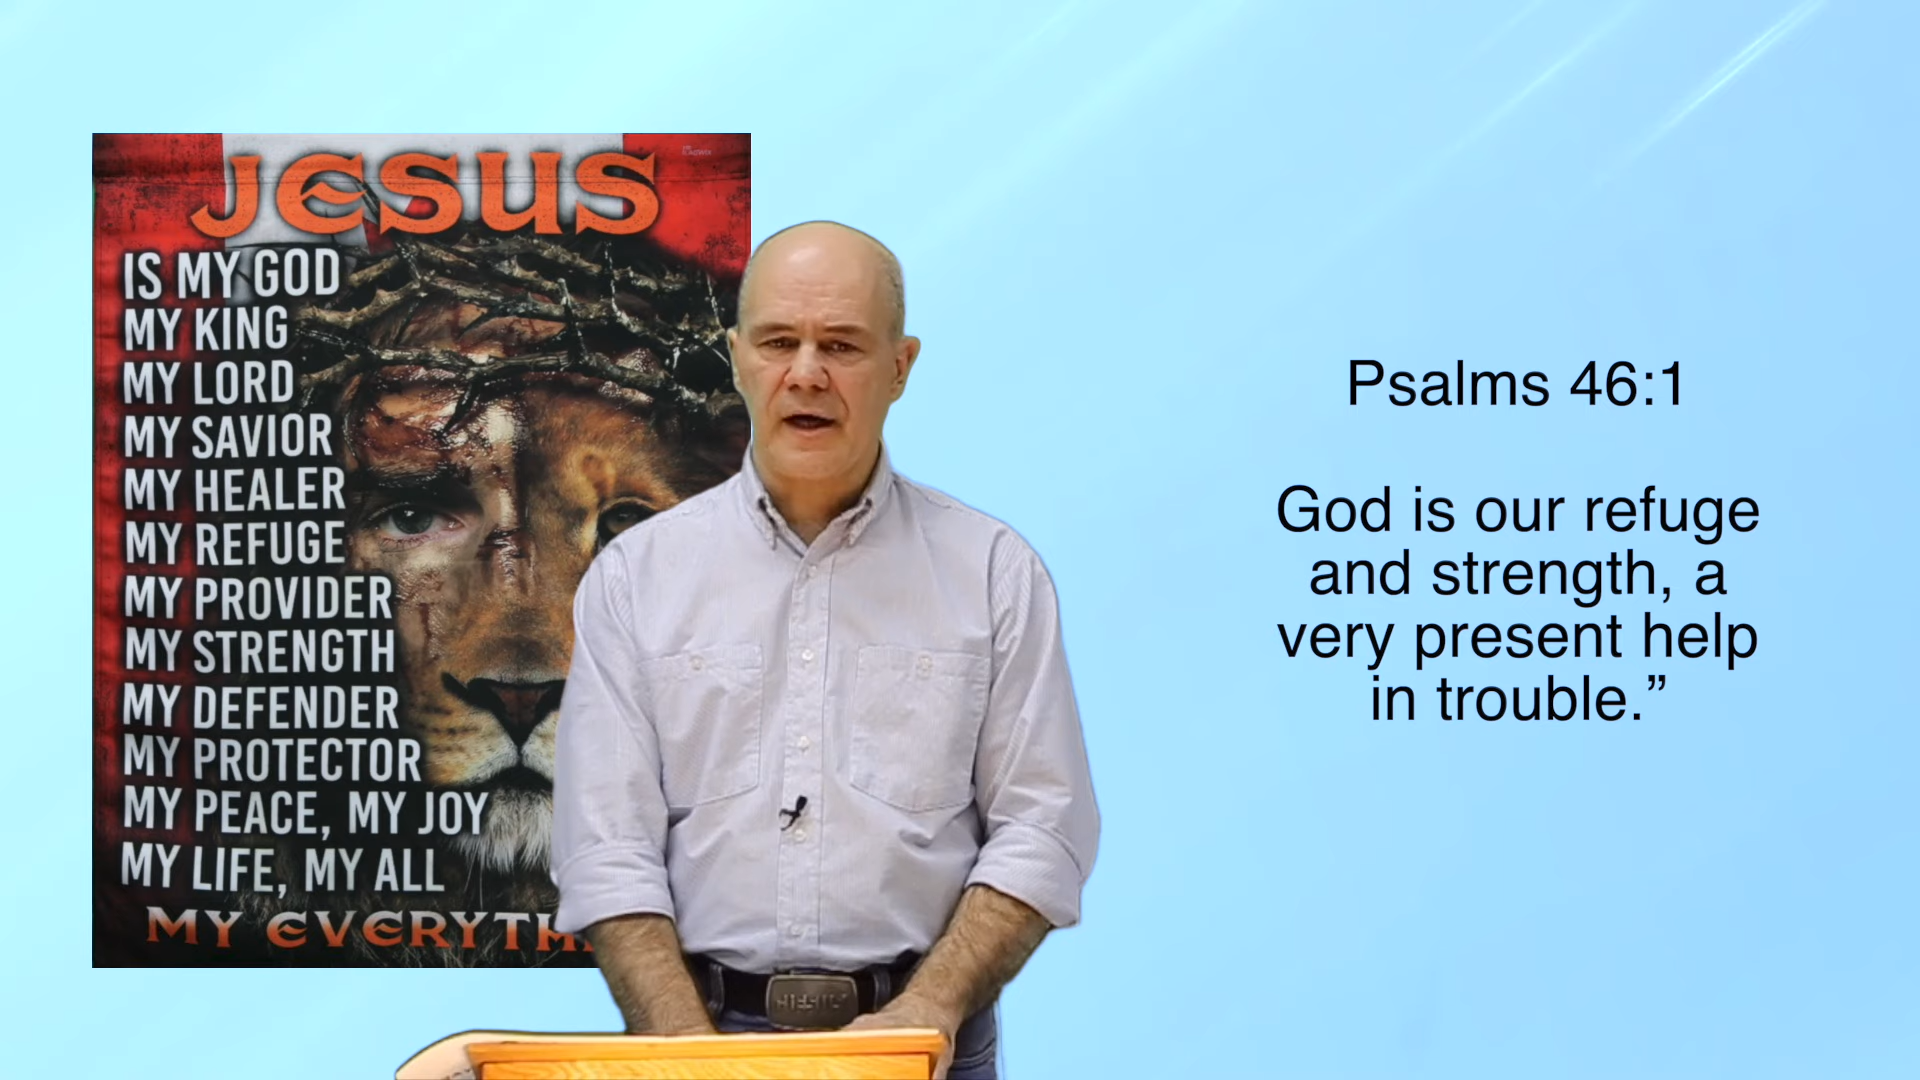 JESUS
IS MY GOD
MY KING
MY LORD
MY SAVIOR
MY HEALER
MY REFUGE
MY PROVIDER
MY STRENGTH
MY DEFENDER
MY PROTECTOR
MY PEACE, MY JOY
MY LIFE, MY ALL
MY EVERYTHI
Psalms 46:1
God is our refuge
and strength, a
very present help
in trouble.”